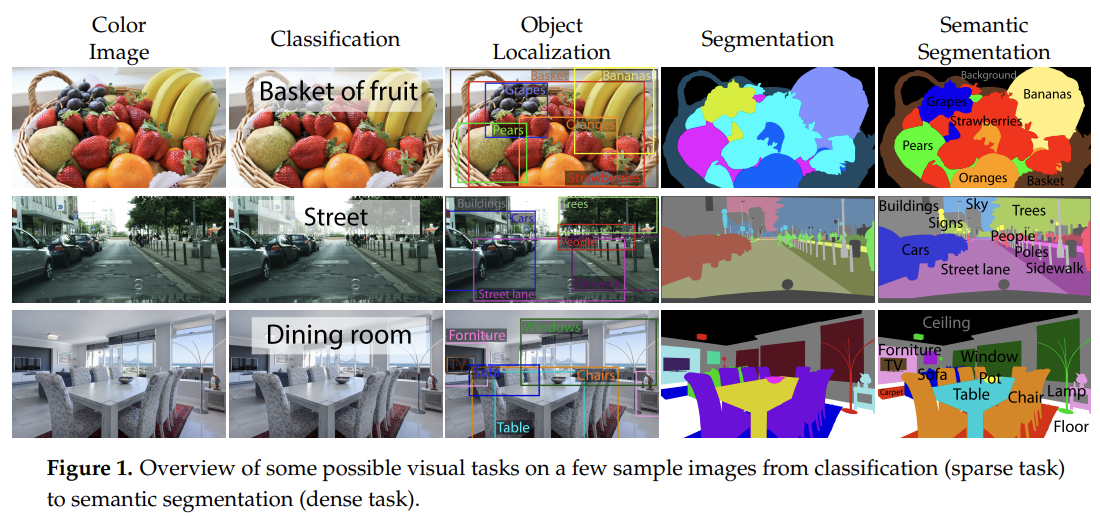 Color
Image
Classification
Object
Localization
Segmentation
Semantic
Segmentation
Basket of fruit
Basket
Bananas
Grapes
Pears
Oranges
Strawberries
Background
Grapes
Bananas
Strawberries
Pears
Oranges
Basket
Street
Buildings
Trees
Cars
People
Street lane
Buildings
Sky
Trees
Signs
People
Cars
Poles
Street lane
Sidewalk
Dining room
Forniture
Windows
TV
Sofa
Chairs
Table
Ceiling
Forniture
Window
TV
Sofa
Pot
Carpet
Table
Chair
Lamp
Floor
Figure 1. Overview of some possible visual tasks on a few sample images from classification (sparse task)
to semantic segmentation (dense task).